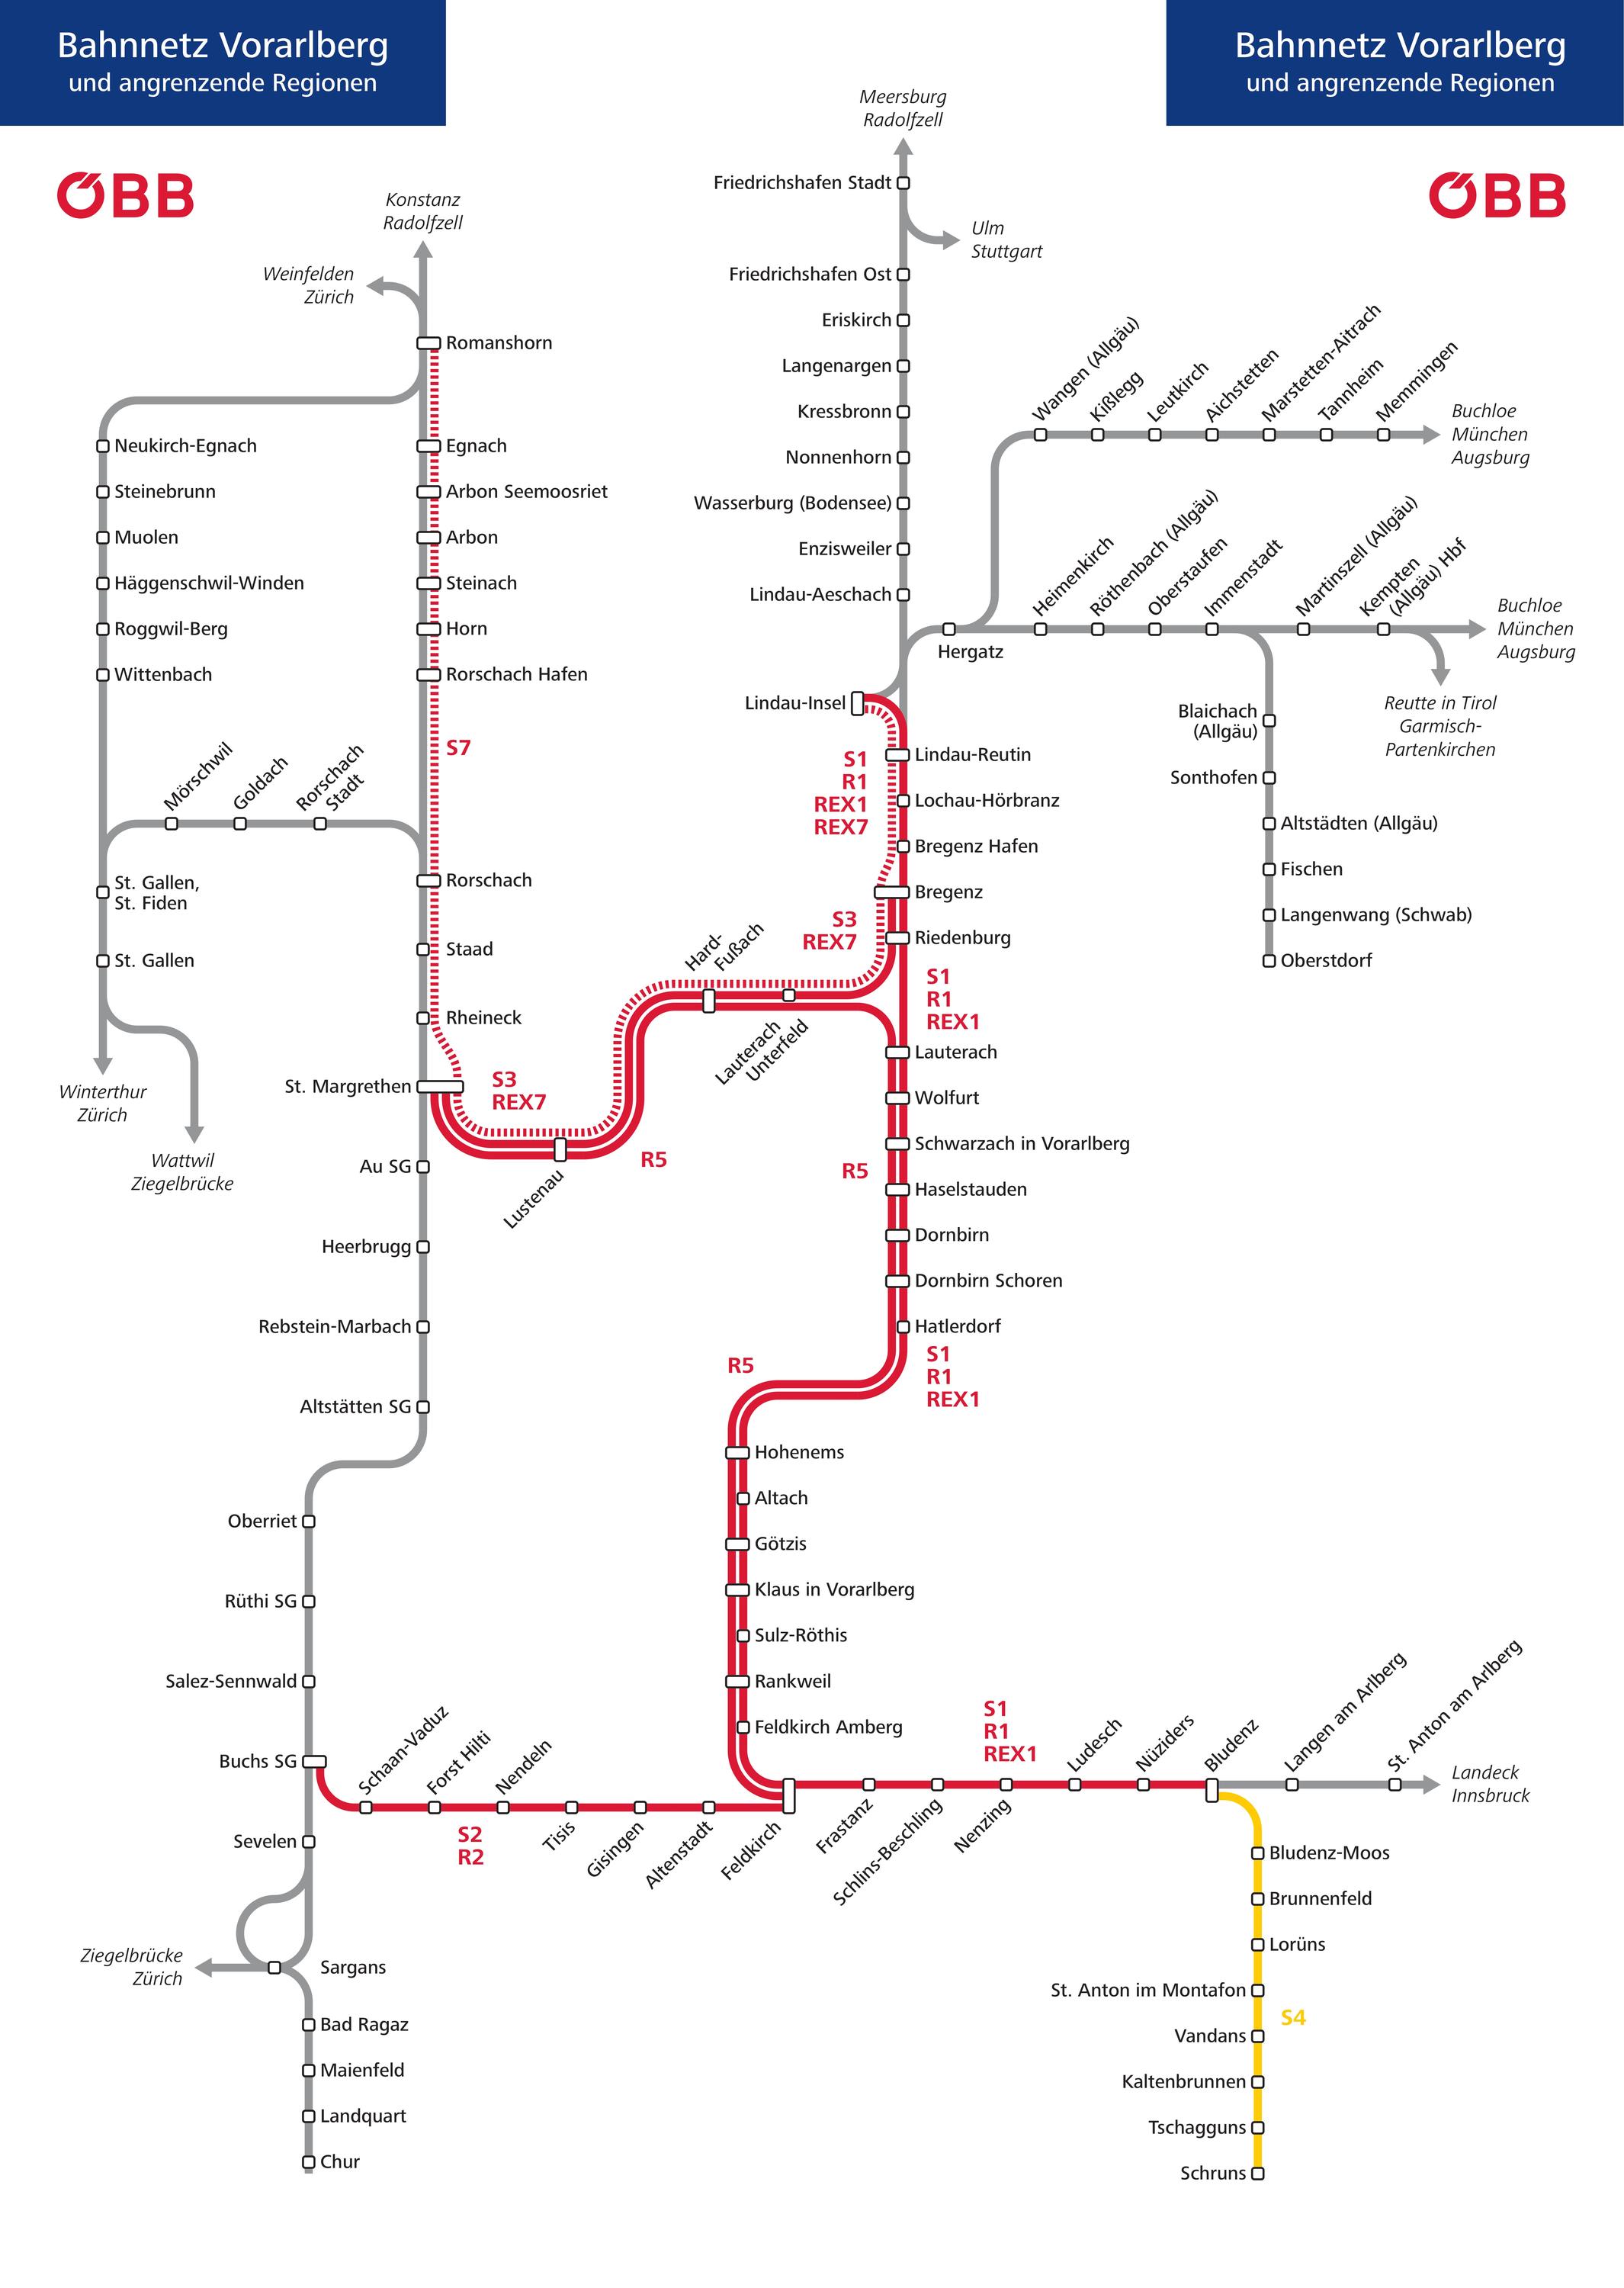 Bahnnetz Vorarlberg
und angrenzende Regionen
Bahnnetz Vorarlberg
und angrenzende Regionen
ÖBB
ÖBB
Meersburg
Radolfzell
Friedrichshafen Stadt
Ulm
Stuttgart
Friedrichshafen Ost
Eriskirch
Langenargen
Kressbronn
Nonnenhorn
Wasserburg (Bodensee)
Enzisweiler
Lindau-Aeschach
Konstanz
Radolfzell
Weinfelden
Zürich
Romanshorn
Neukirch-Egnach
Steinebrunn
Muolen
Häggenschwil-Winden
Roggwil-Berg
Wittenbach
Egnach
Arbon Seemoosriet
Arbon
Steinach
Horn
Rorschach Hafen
S7
Mörschwil
Goldach
Rorschach
Stadt
St. Gallen,
St. Fiden
St. Gallen
Winterthur
Zürich
Wattwil
Ziegelbrücke
Rorschach
Staad
Rheineck
St. Margrethen
S3
REX7
Au SG
Heerbrugg
Rebstein-Marbach
Altstätten SG
Oberriet
Rüthi SG
Salez-Sennwald
Buchs SG
Sevelen
Ziegelbrücke
Zürich
Sargans
Bad Ragaz
Maienfeld
Landquart
Chur
Wangen (Allgäu)
Kißlegg
Leutkirch
Aichstetten
Marstetten-Aitrach
Tannheim
Memmingen
Buchloe
München
Augsburg
Hergatz
Heimenkirch
Röthenbach (Allgäu)
Oberstaufen
Immenstadt
Martinszell (Allgäu)
Kempten
(Allgäu) Hbf
Buchloe
München
Augsburg
Reutte in Tirol
Garmisch-
Partenkirchen
Blaichach
(Allgäu)
Sonthofen
Altstädten (Allgäu)
Fischen
Langenwang (Schwab)
Oberstdorf
Lindau-Insel
S1
R1
REX1
REX7
Lindau-Reutin
Lochau-Hörbranz
Bregenz Hafen
Bregenz
S3
REX7
Riedenburg
S1
R1
REX1
Hard-
Fußach
Lauterach
Unterfeld
Lustenau
R5
Lauterach
Wolfurt
Schwarzach in Vorarlberg
R5
Haselstauden
Dornbirn
Dornbirn Schoren
Hatlerdorf
S1
R1
REX1
R5
Hohenems
Altach
Götzis
Klaus in Vorarlberg
Sulz-Röthis
Rankweil
Feldkirch Amberg
Schaan-Vaduz
Forst Hilti
Nendeln
S2
R2
Tisis
Gisingen
Altenstadt
Feldkirch
Frastanz
Schlins-Beschling
Nenzing
S1
R1
REX1
Ludesch
Nüziders
Bludenz
Langen am Arlberg
St. Anton am Arlberg
Landeck
Innsbruck
Bludenz-Moos
Brunnenfeld
Lorüns
St. Anton im Montafon
S4
Vandans
Kaltenbrunnen
Tschagguns
Schruns